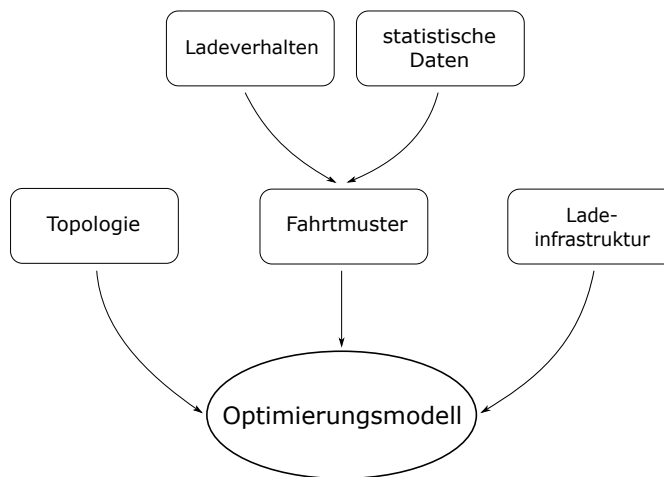 Ladeverhalten
statistische
Daten
Topologie
Fahrtmuster
Lade-
infrastruktur
Optimierungsmodell